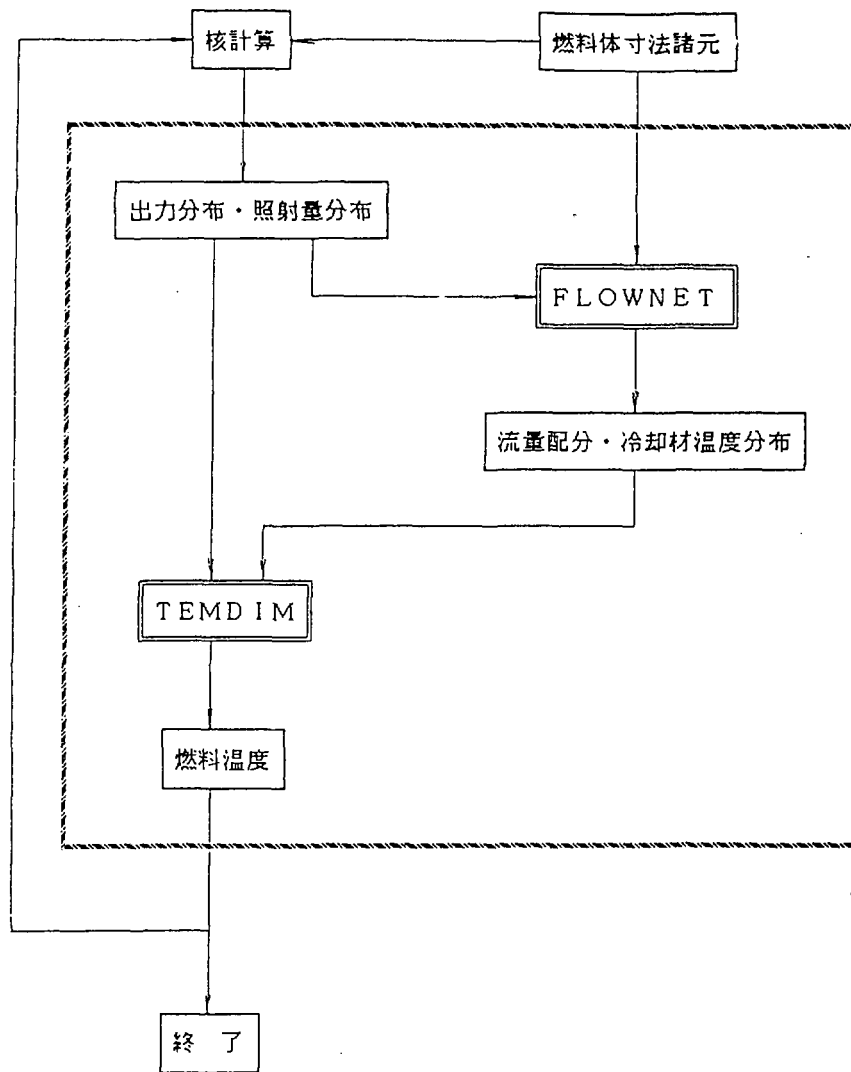 核計算
燃料体寸法諸元
出力分布・照射量分布
FLOWNET
流量配分・冷却材温度分布
TEMDIM
燃料温度
終 了